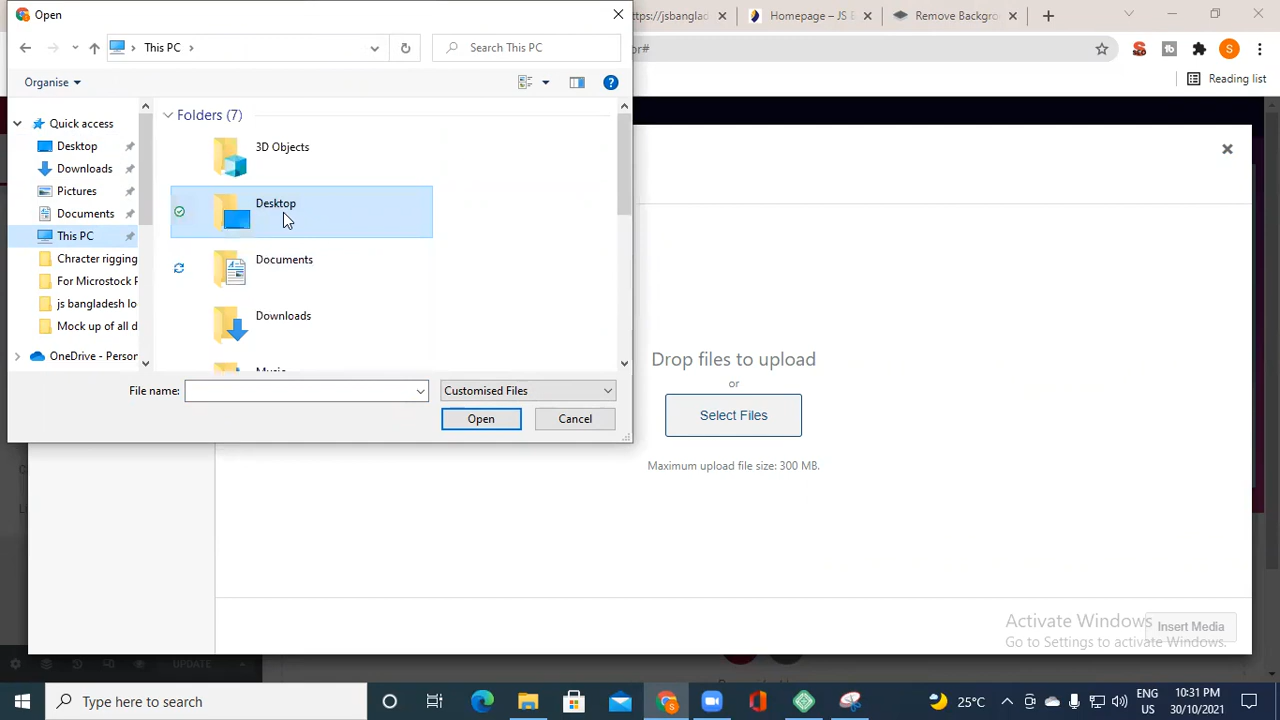 Open
https://jsbanglad
Homepage – JS E
Remove Backgro
This PC
Search This PC
or#
Organise
Reading list
Quick access
Desktop
Downloads
Pictures
Documents
This PC
Chracter rigging
For Microstock P
js bangladesh lo
Mock up of all d
OneDrive - Person
Folders (7)
3D Objects
Desktop
Documents
Downloads
Music
File name:
Customised Files
Open
Cancel
Drop files to upload
or
Select Files
Maximum upload file size: 300 MB.
Activate Windows
Go to Settings to activate Windows.
Insert Media
UPDATE
Type here to search
25°C
ENG
US
10:31 PM
30/10/2021